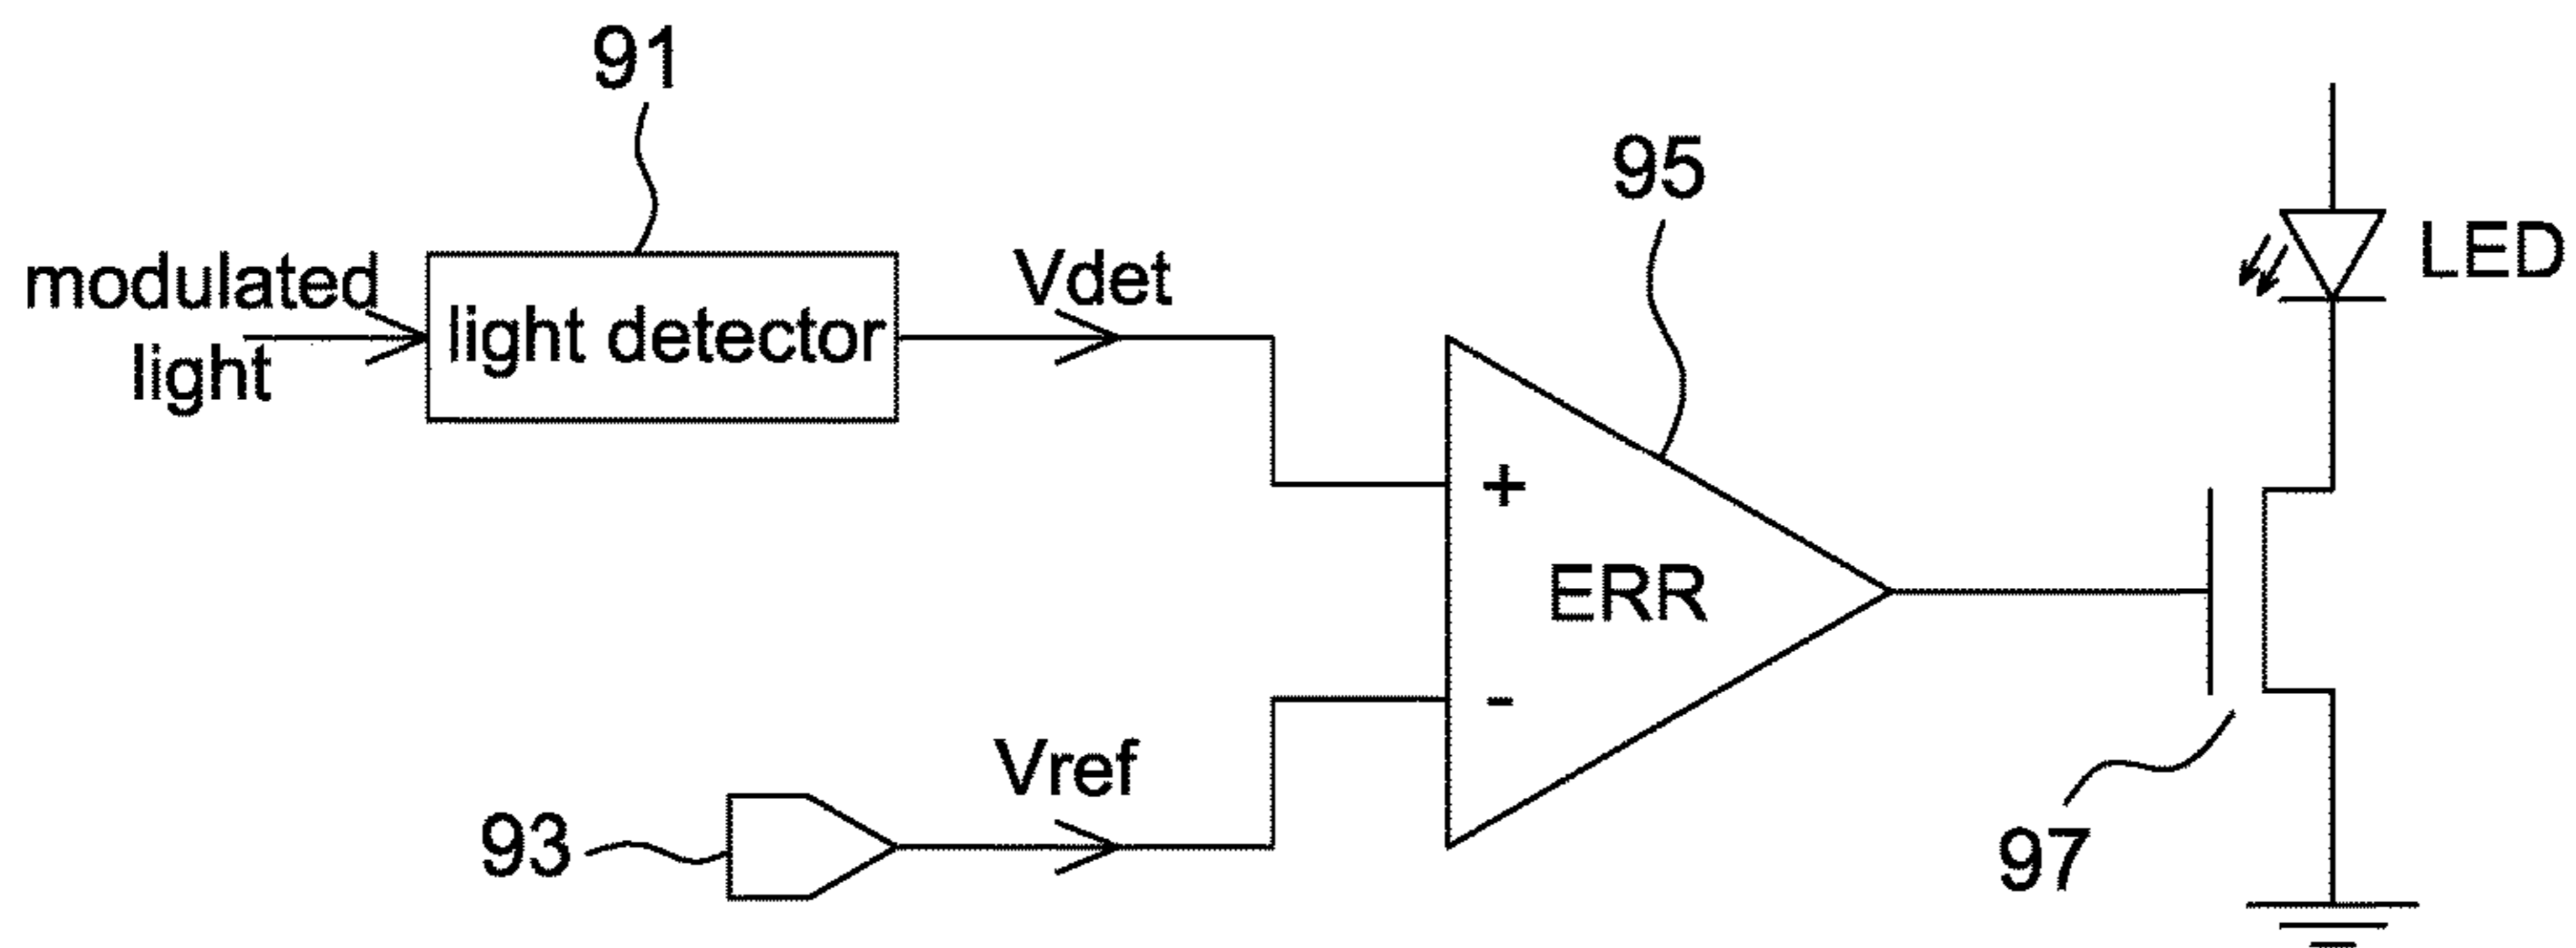 91
modulated
light
light detector
Vdet
95
LED
+
ERR
-
Vref
93
97